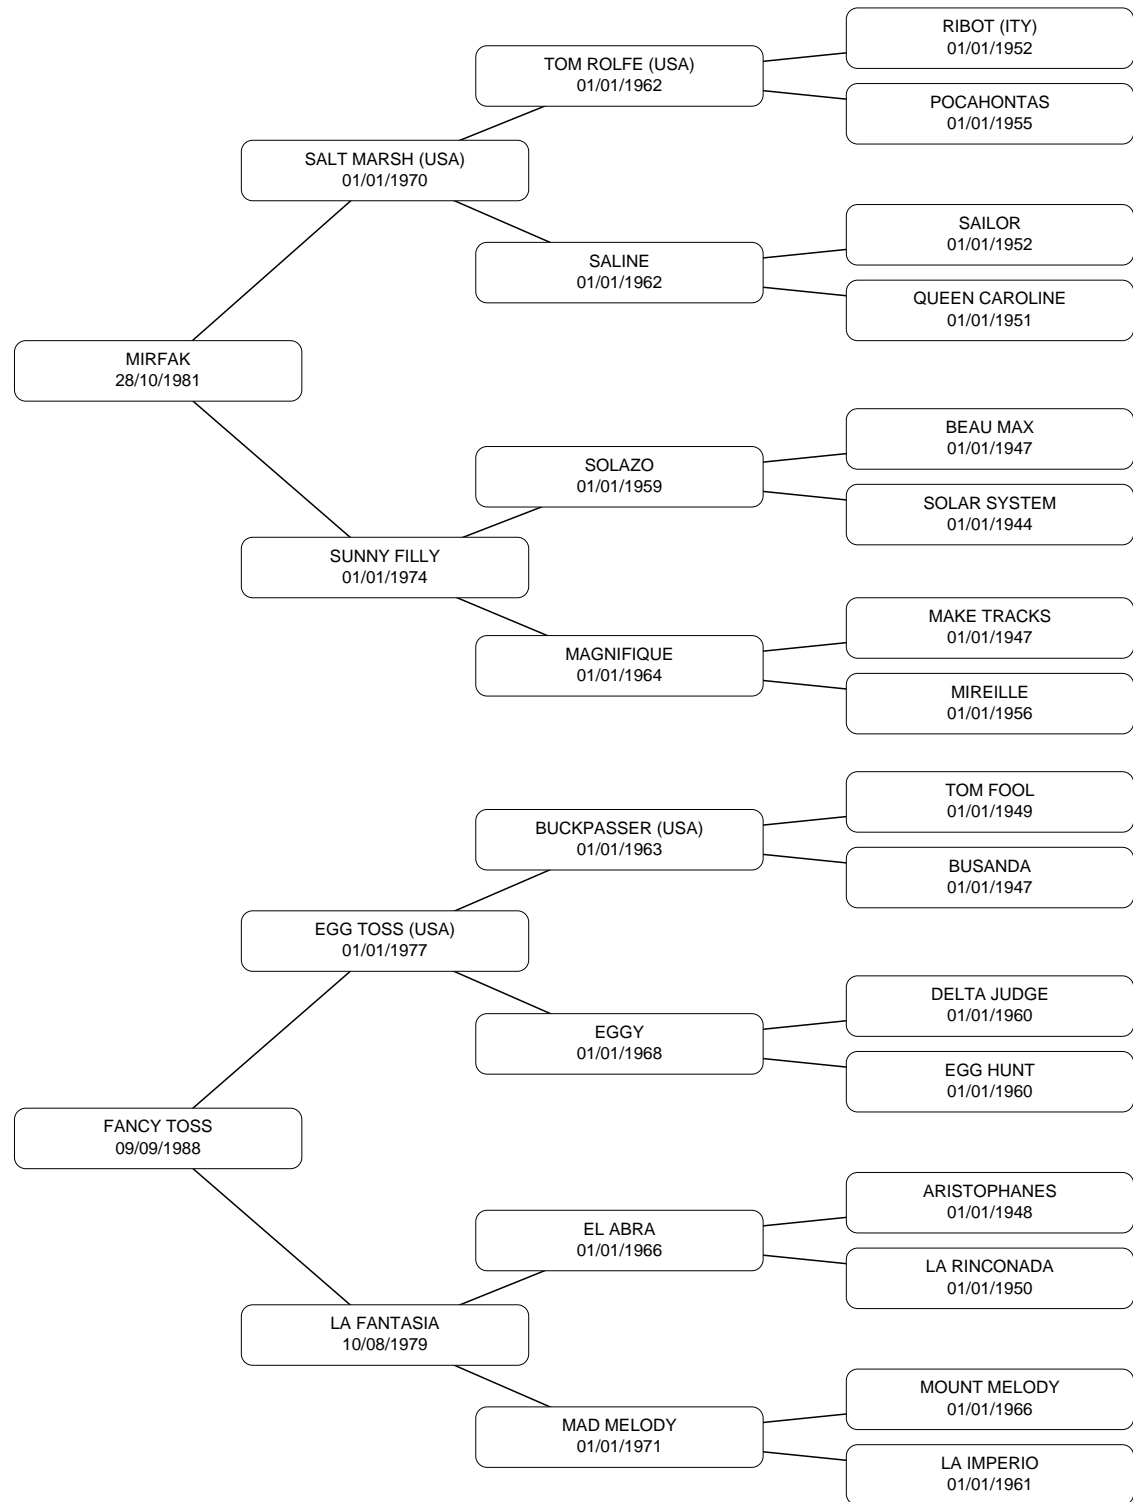 RIBOT (ITY)
01/01/1952
TOM ROLFE (USA)
01/01/1962
POCAHONTAS
01/01/1955
SALT MARSH (USA)
01/01/1970
SAILOR
01/01/1952
SALINE
01/01/1962
QUEEN CAROLINE
01/01/1951
MIRFAK
28/10/1981
BEAU MAX
01/01/1947
SOLAZO
01/01/1959
SOLAR SYSTEM
01/01/1944
SUNNY FILLY
01/01/1974
MAKE TRACKS
01/01/1947
MAGNIFIQUE
01/01/1964
MIREILLE
01/01/1956
TOM FOOL
01/01/1949
BUCKPASSER (USA)
01/01/1963
BUSANDA
01/01/1947
EGG TOSS (USA)
01/01/1977
DELTA JUDGE
01/01/1960
EGGY
01/01/1968
EGG HUNT
01/01/1960
FANCY TOSS
09/09/1988
ARISTOPHANES
01/01/1948
EL ABRA
01/01/1966
LA RINCONADA
01/01/1950
LA FANTASIA
10/08/1979
MOUNT MELODY
01/01/1966
MAD MELODY
01/01/1971
LA IMPERIO
01/01/1961